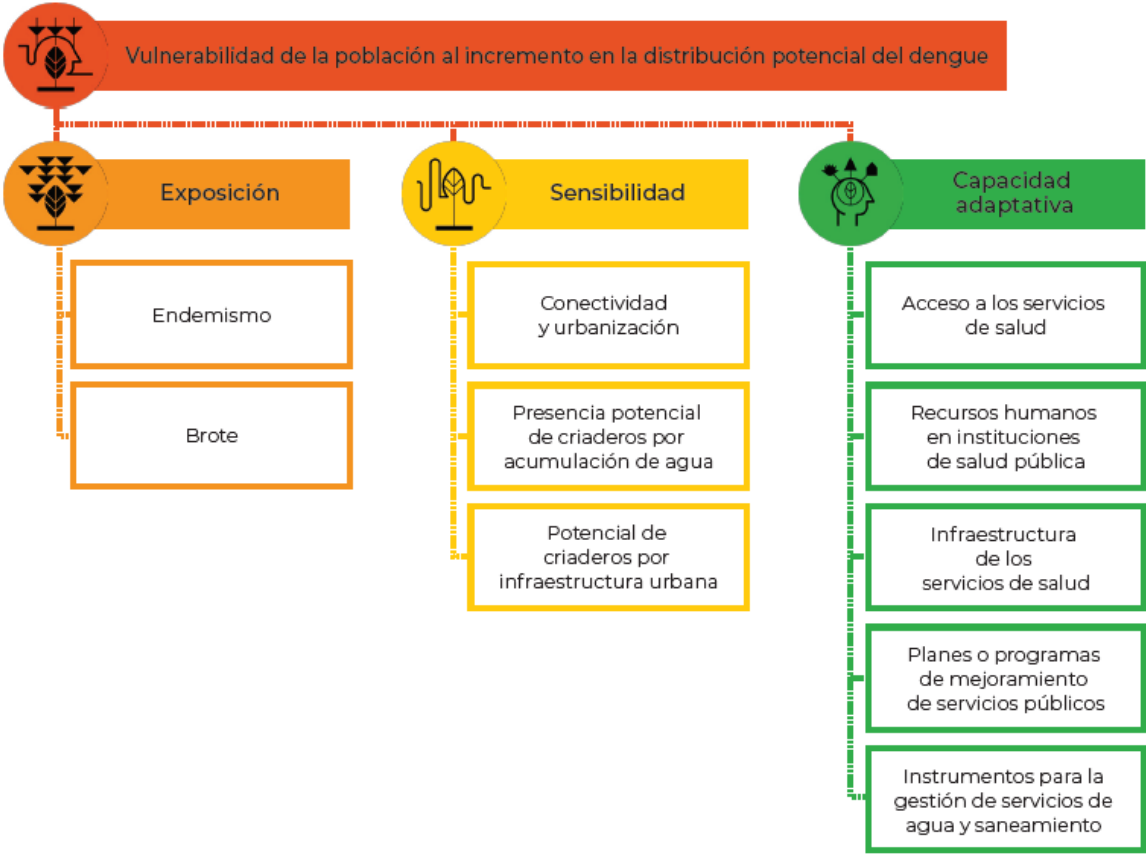 Vulnerabilidad de la población al incremento en la distribución potencial del dengue
Exposición
Endemismo
Brote
Sensibilidad
Conectividad
y urbanización
Presencia potencial
de criaderos por
acumulación de agua
Potencial de
criaderos por
infraestructura urbana
Capacidad
adaptativa
Acceso a los servicios
de salud
Recursos humanos
en instituciones
de salud pública
Infraestructura
de los
servicios de salud
Planes o programas
de mejoramiento
de servicios públicos
Instrumentos para la
gestión de servicios de
agua y saneamiento